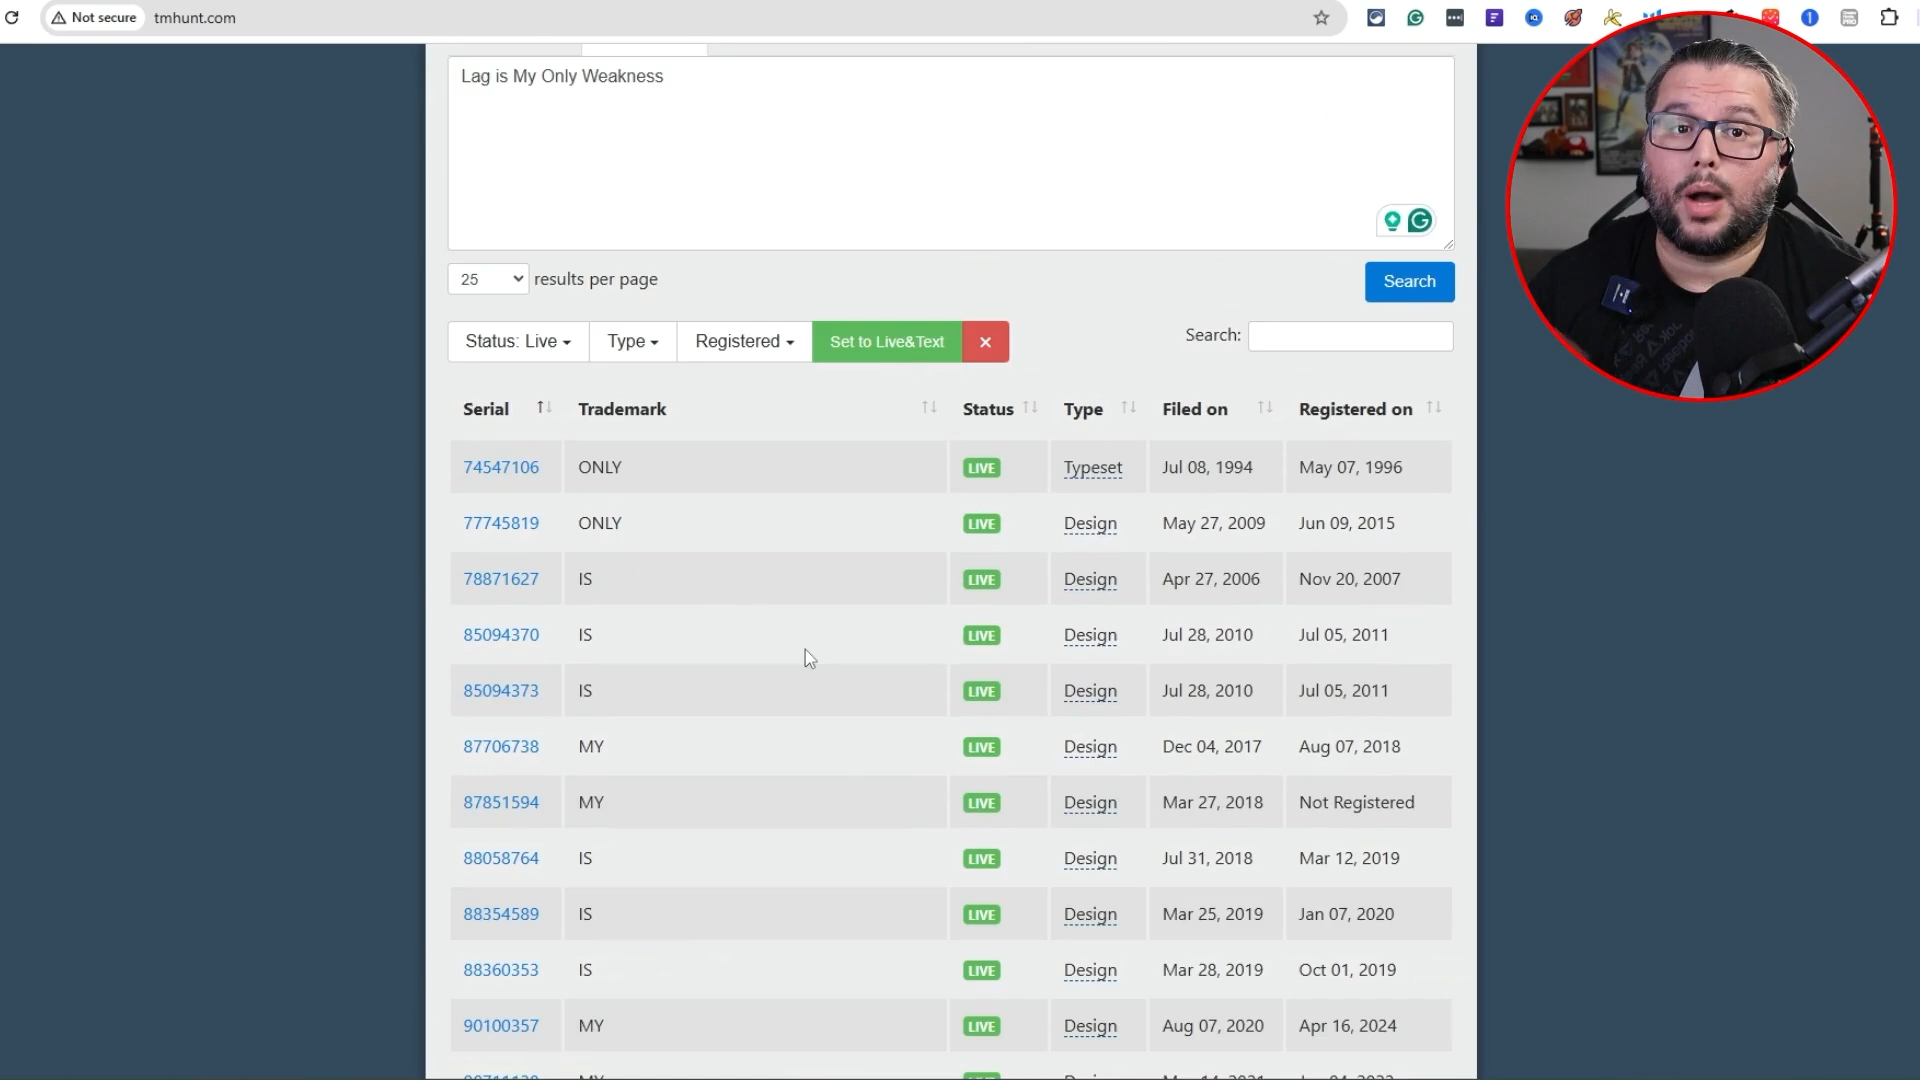 Not secure tmhunt.com
Lag is My Only Weakness
25 results per page Search
Status: Live Type Registered Set to Live&Text × Search:
Serial Trademark Status Type Filed on Registered on
74547106 ONLY LIVE Typeset Jul 08, 1994 May 07, 1996
77745819 ONLY LIVE Design May 27, 2009 Jun 09, 2015
78871627 IS LIVE Design Apr 27, 2006 Nov 20, 2007
85094370 IS LIVE Design Jul 28, 2010 Jul 05, 2011
85094373 IS LIVE Design Jul 28, 2010 Jul 05, 2011
87706738 MY LIVE Design Dec 04, 2017 Aug 07, 2018
87851594 MY LIVE Design Mar 27, 2018 Not Registered
88058764 IS LIVE Design Jul 31, 2018 Mar 12, 2019
88354589 IS LIVE Design Mar 25, 2019 Jan 07, 2020
88360353 IS LIVE Design Mar 28, 2019 Oct 01, 2019
90100357 MY LIVE Design Aug 07, 2020 Apr 16, 2024